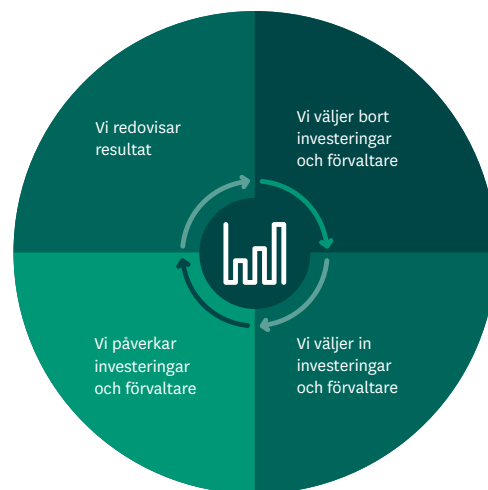 Vi redovisar
resultat
Vi väljer bort
investeringar
och förvaltare
Vi påverkar
investeringar
och förvaltare
Vi väljer in
investeringar
och förvaltare